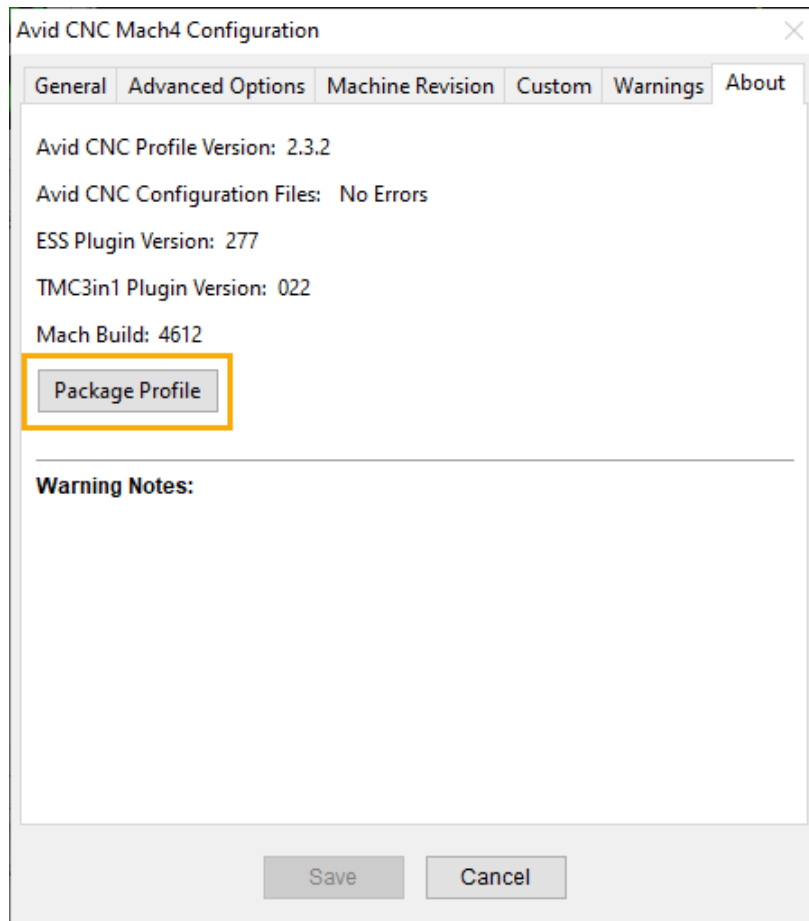 Avid CNC Mach4 Configuration
General Advanced Options Machine Revision Custom Warnings About
Avid CNC Profile Version: 2.3.2
Avid CNC Configuration Files: No Errors
ESS Plugin Version: 277
TMC3in1 Plugin Version: 022
Mach Build: 4612
Package Profile
Warning Notes:
Save Cancel